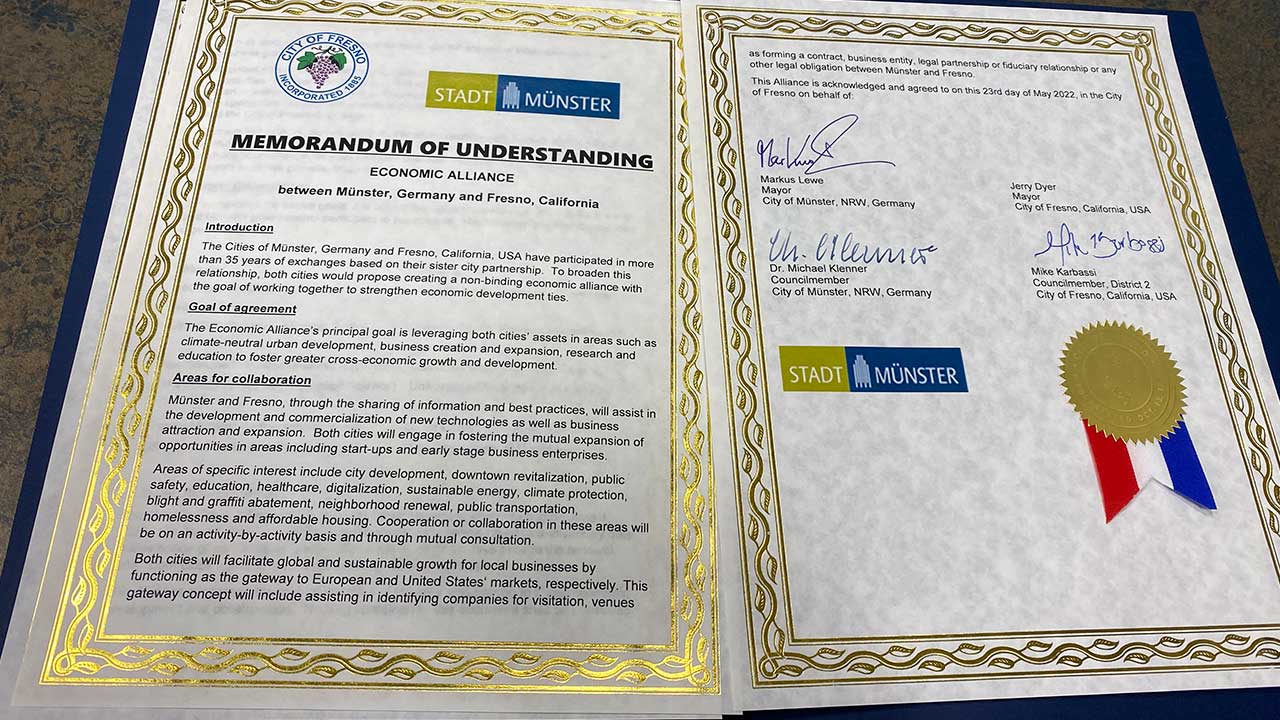 CITY OF FRESNO
INCORPORATED 1885
STADT MÜNSTER
MEMORANDUM OF UNDERSTANDING
ECONOMIC ALLIANCE
between Münster, Germany and Fresno, California
Introduction
The Cities of Münster, Germany and Fresno, California, USA have participated in more
than 35 years of exchanges based on their sister city partnership. To broaden this
relationship, both cities would propose creating a non-binding economic alliance with
the goal of working together to strengthen economic development ties.
Goal of agreement
The Economic Alliance's principal goal is leveraging both cities' assets in areas such as
climate-neutral urban development, business creation and expansion, research and
education to foster greater cross-economic growth and development.
Areas for collaboration
Münster and Fresno, through the sharing of information and best practices, will assist in
the development and commercialization of new technologies as well as business
attraction and expansion. Both cities will engage in fostering the mutual expansion of
opportunities in areas including start-ups and early stage business enterprises.
Areas of specific interest include city development, downtown revitalization, public
safety, education, healthcare, digitalization, sustainable energy, climate protection,
blight and graffiti abatement, neighborhood renewal, public transportation,
homelessness and affordable housing. Cooperation or collaboration in these areas will
be on an activity-by-activity basis and through mutual consultation.
Both cities will facilitate global and sustainable growth for local businesses by
functioning as the gateway to European and United States' markets, respectively. This
gateway concept will include assisting in identifying companies for visitation, venues
as forming a contract, business entity, legal partnership or fiduciary relationship or any
other legal obligation between Münster and Fresno.
This Alliance is acknowledged and agreed to on this 23rd day of May 2022, in the City
of Fresno on behalf of:
Markus Lewe
Mayor
City of Münster, NRW, Germany
Jerry Dyer
Mayor
City of Fresno, California, USA
M. Klenner
Mike Karbassi
Dr. Michael Klenner
Councilmember
City of Münster, NRW, Germany
Mike Karbassi
Councilmember, District 2
City of Fresno, California, USA
STADT MÜNSTER